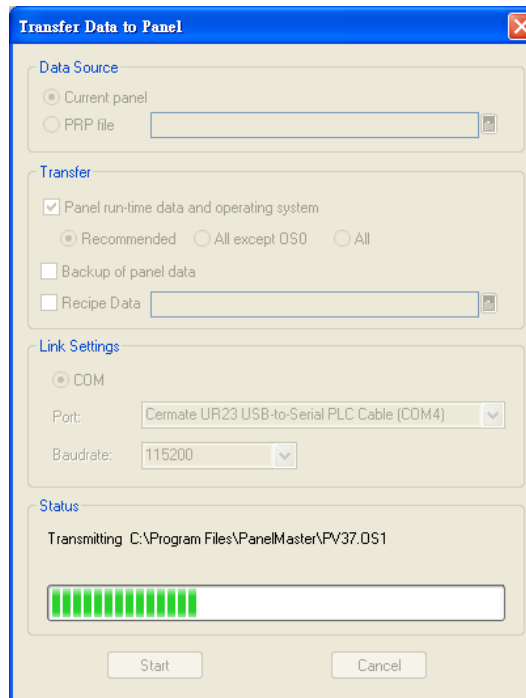 Transfer Data to Panel
Data Source
Current panel
PRP file
Transfer
Panel run-time data and operating system
Recommended All except OS0 All
Backup of panel data
Recipe Data
Link Settings
COM
Port: Cermate UR23 USB-to-Serial PLC Cable (COM4)
Baudrate: 115200
Status
Transmitting C:\Program Files\PanelMaster\PV37.OS1
Start Cancel